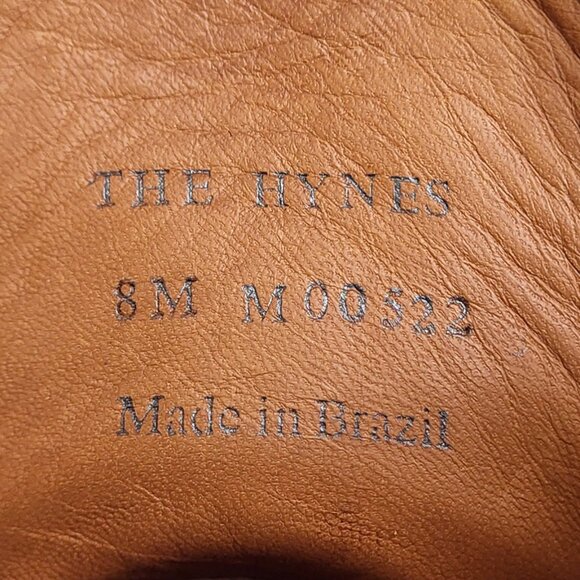 THE HYNES
8M M00522
Made in Brazil